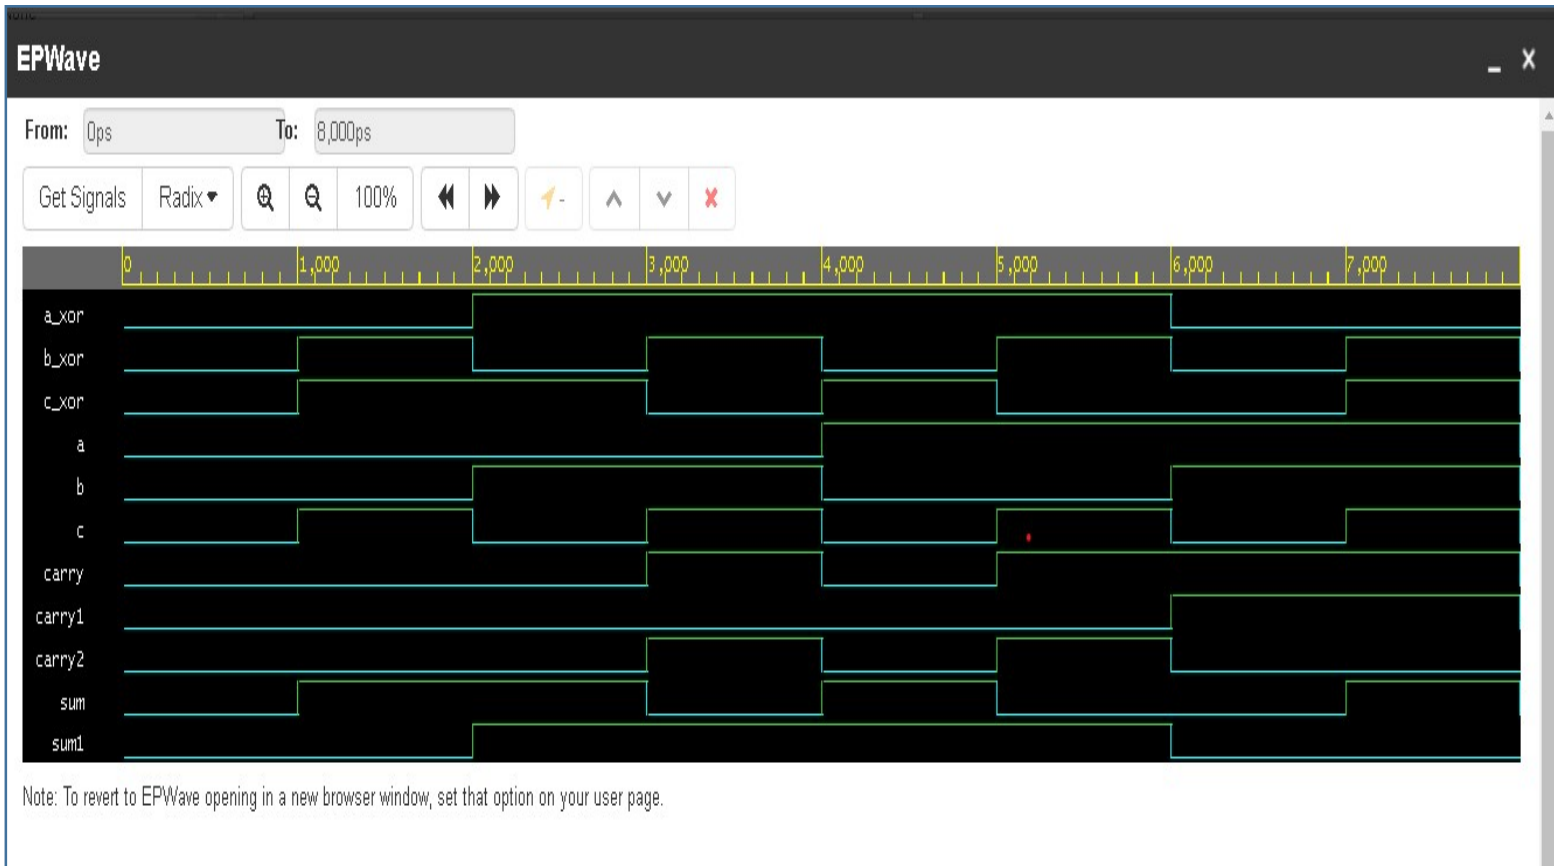 EPWave
From: 0ps To: 8,000ps
Get Signals Radix 100% -
0 1,000 2,000 3,000 4,000 5,000 6,000 7,000
a_xor
b_xor
c_xor
a
b
c
carry
carry1
carry2
sum
sum1
Note: To revert to EPWave opening in a new browser window, set that option on your user page.